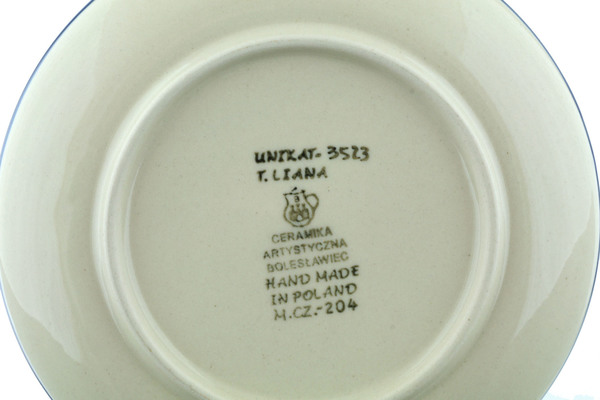 UNIKAT-3523
T. LIANA
CERAMIKA
ARTYSTYCZNA
BOLESŁAWIEC
HAND MADE
IN POLAND
M.CZ.-204